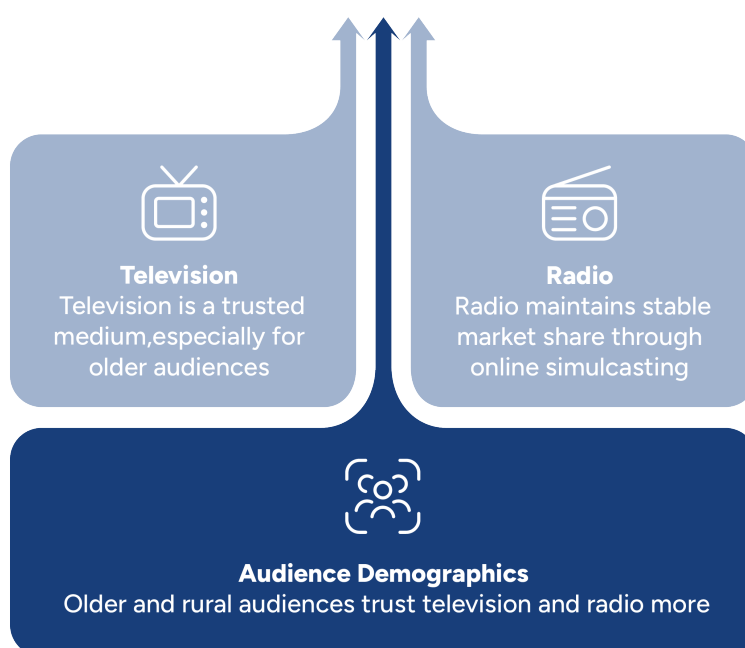 Television
Television is a trusted
medium,especially for
older audiences
Radio
Radio maintains stable
market share through
online simulcasting
Audience Demographics
Older and rural audiences trust television and radio more